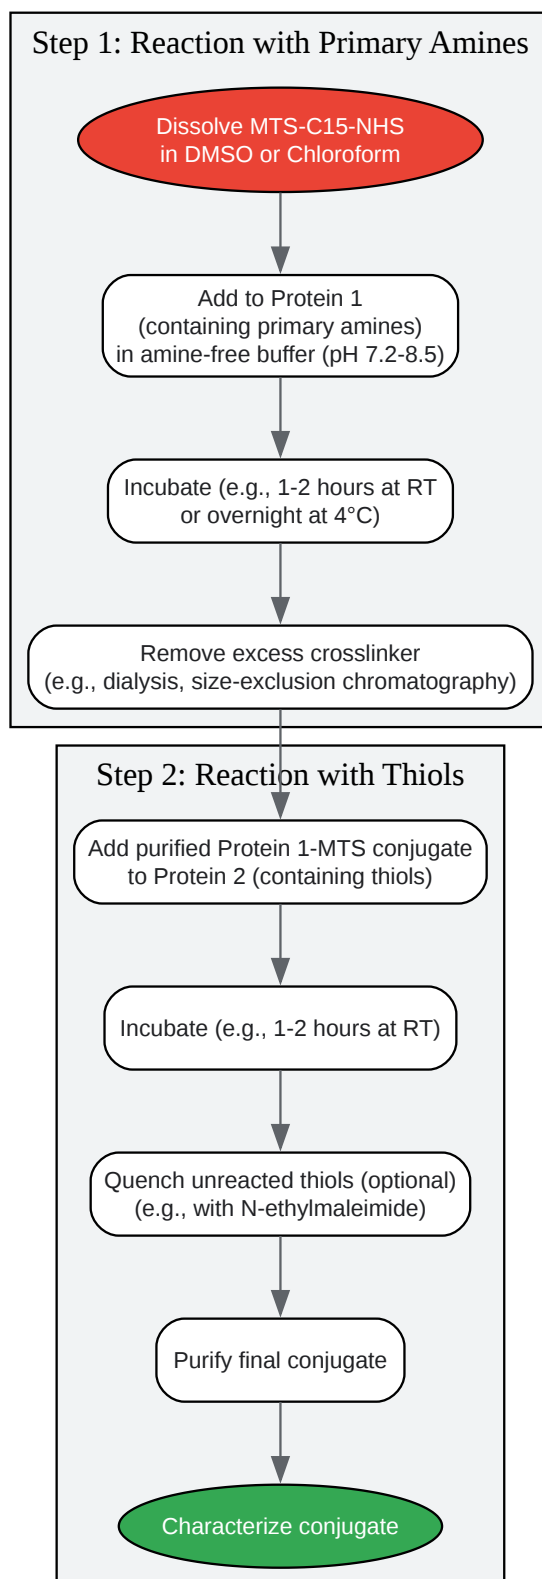 Step 1: Reaction with Primary Amines
Dissolve MTS-C15-NHS
in DMSO or Chloroform
Add to Protein 1
(containing primary amines)
in amine-free buffer (pH 7.2-8.5)
Incubate (e.g., 1-2 hours at RT
or overnight at 4°C)
Remove excess crosslinker
(e.g., dialysis, size-exclusion chromatography)
Step 2: Reaction with Thiols
Add purified Protein 1-MTS conjugate
to Protein 2 (containing thiols)
Incubate (e.g., 1-2 hours at RT)
Quench unreacted thiols (optional)
(e.g., with N-ethylmaleimide)
Purify final conjugate
Characterize conjugate